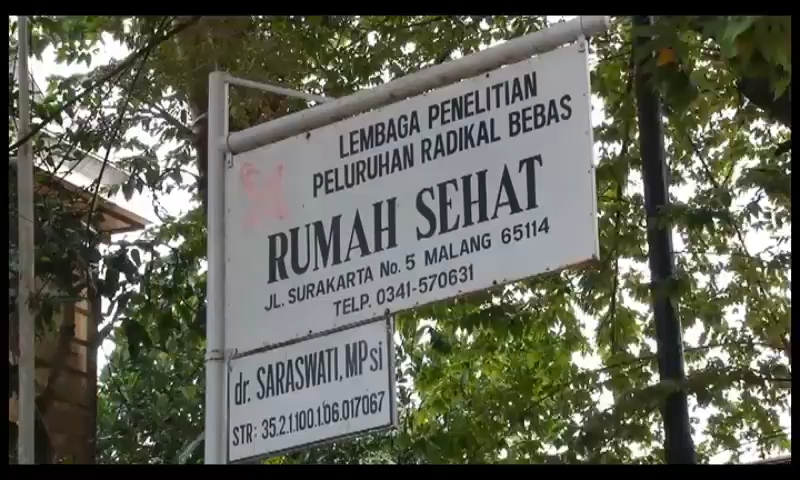 LEMBAGA PENELITIAN
PELURUHAN RADIKAL BEBAS
RUMAH SEHAT
JL. SURAKARTA No. 5 MALANG 65114
TELP. 0341-570631
dr. SARASWATI, MPsi
STR: 35.2.1.100.1.06.017067